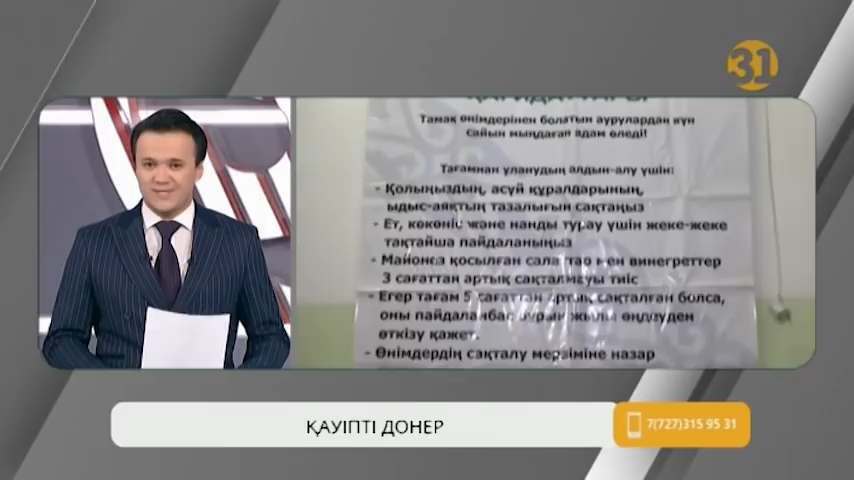 31
Тамақ өнімдерінен болатын аурулардан күн
сайын мыңдаған адам өледі!
Тағамнан уланудың алдын-алу үшін:
- Қолыңыздың, асүй құралдарының,
ыдыс-аяқтың тазалығын сақтаңыз
- Ет, көкөніс және нанды турау үшін жеке-жеке
тақтайша пайдаланыңыз
- Майонез қосылған салаттар мен винегреттер
3 сағаттан артық сақталмауы тиіс
- Егер тағам 5 сағаттан артық сақталған болса,
оны пайдаланбас бұрын жылы өңдеуден
өткізу қажет.
- Өнімдердің сақталу мерзіміне назар
ҚАУІПТІ ДОНЕР
7(727)315 95 31